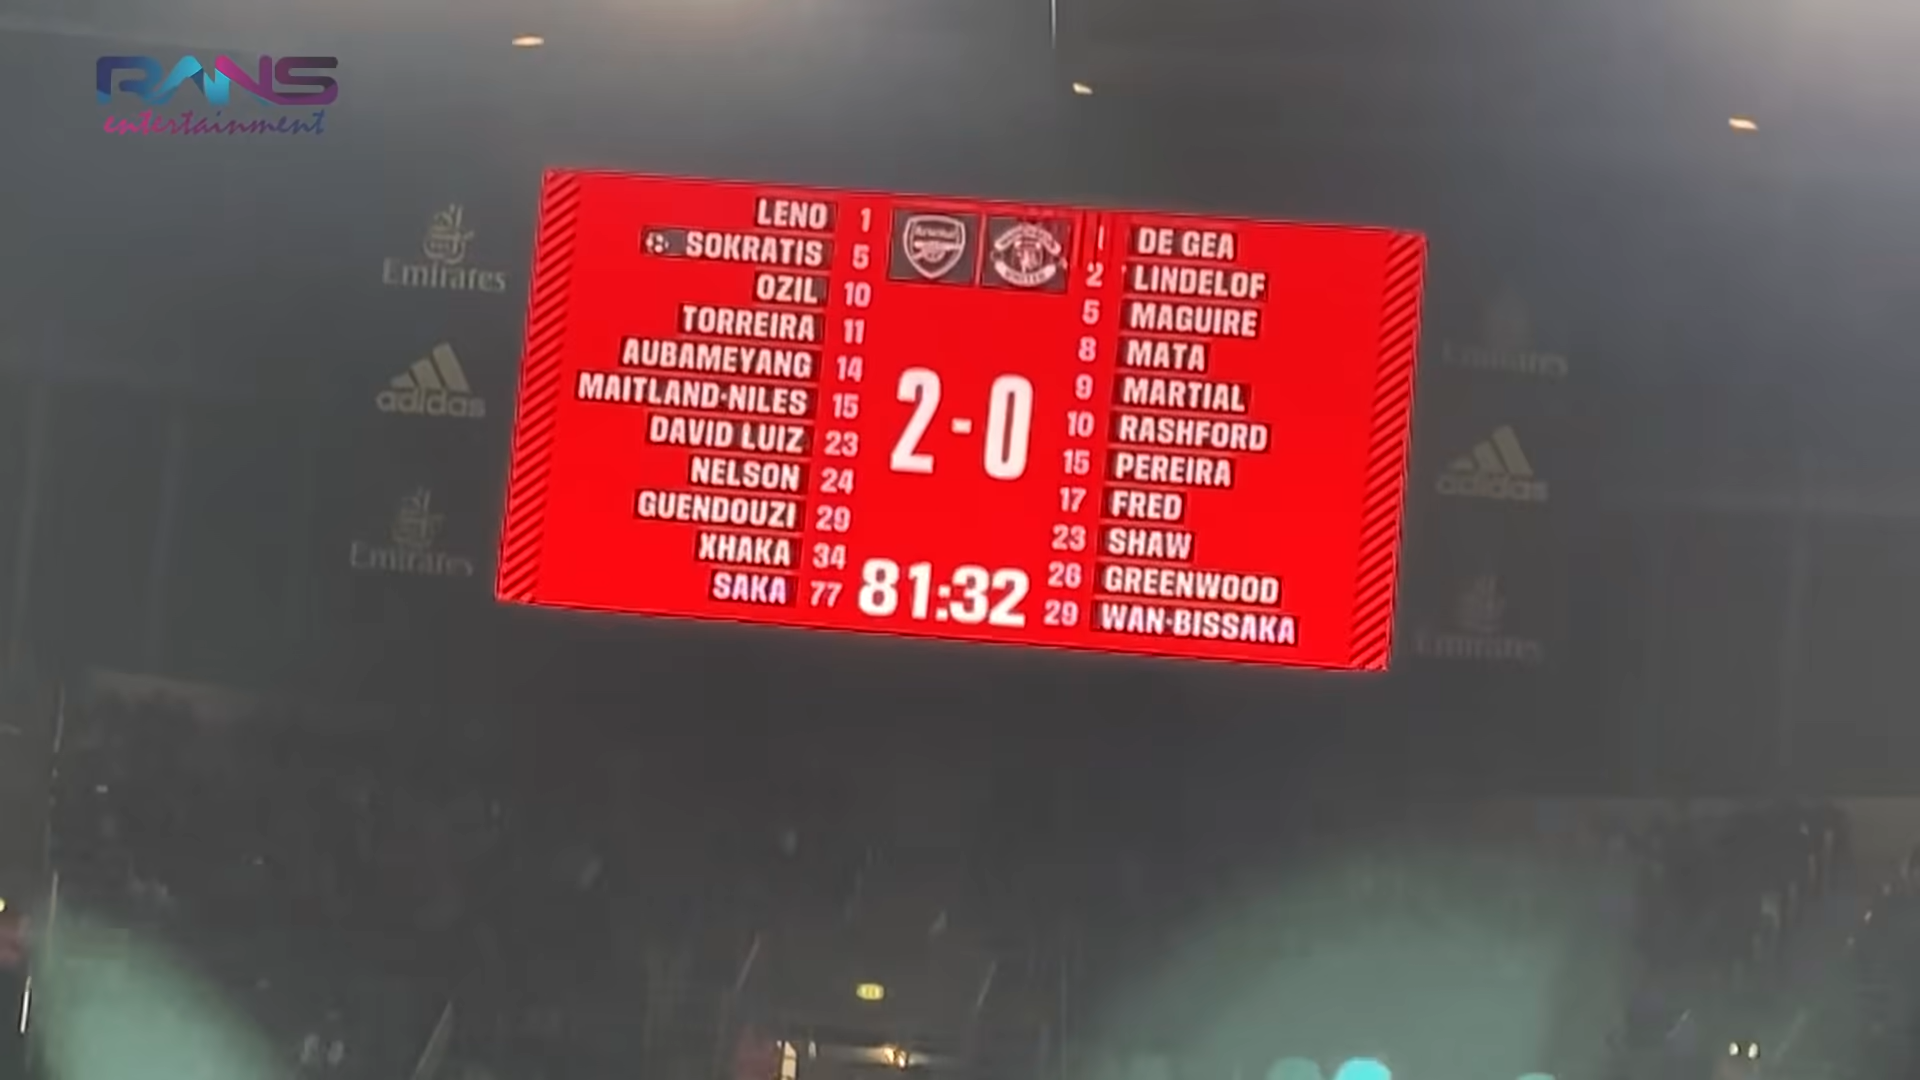 RANS
entertainment
Emirates
adidas
Emirates
LENO 1
SOKRATIS 5
OZIL 10
TORREIRA 11
AUBAMEYANG 14
MAITLAND-NILES 15
DAVID LUIZ 23
NELSON 24
GUENDOUZI 29
XHAKA 34
SAKA 77
Arsenal
UNITED
2-0
81:32
1 DE GEA
2 LINDELOF
5 MAGUIRE
8 MATA
9 MARTIAL
10 RASHFORD
15 PEREIRA
17 FRED
23 SHAW
26 GREENWOOD
29 WAN-BISSAKA
Emirates
adidas
Emirates